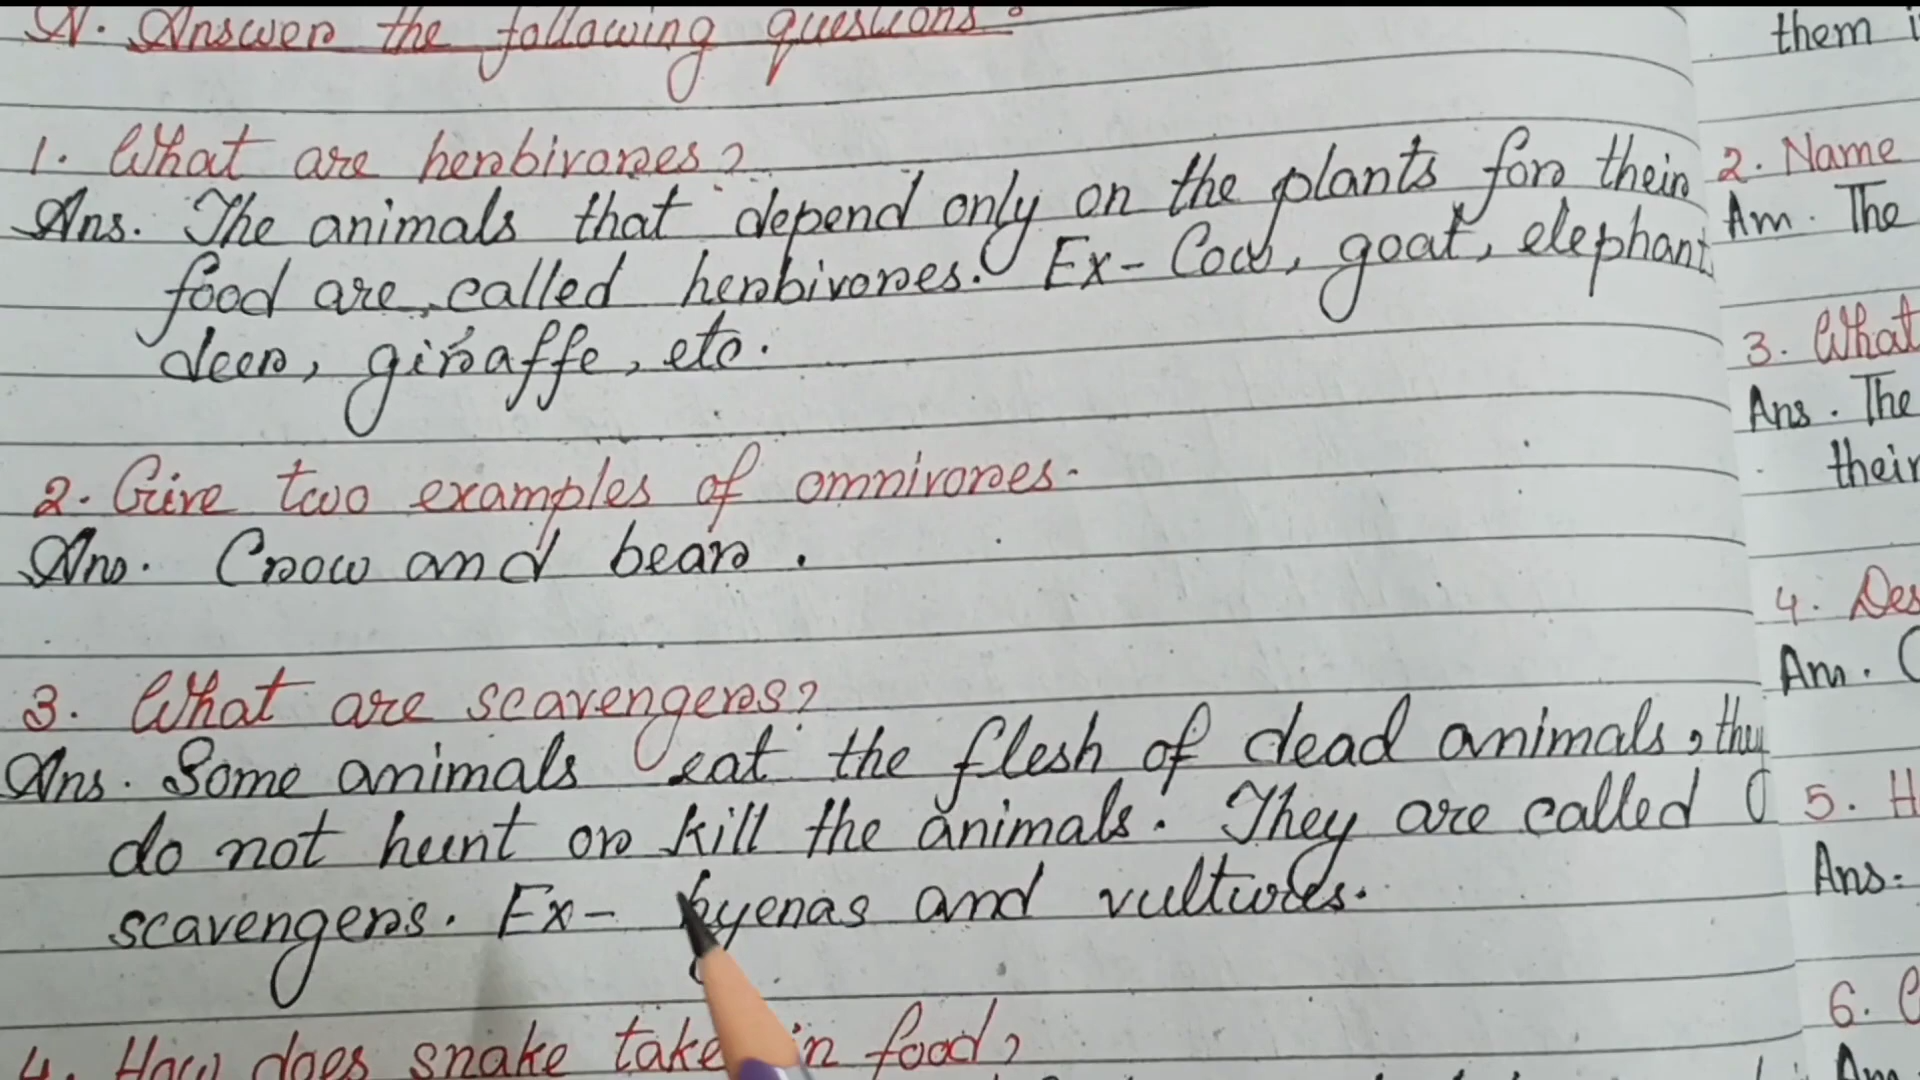 N. Answer the following questions:
1. What are herbivores?
Ans. The animals that depend only on the plants for their
food are called herbivores. Ex- Cow, goat, elephant
deer, giraffe, etc.
2. Give two examples of omnivores.
Ans. Crow and bear.
3. What are scavengers?
Ans. Some animals eat the flesh of dead animals, they
do not hunt or kill the animals. They are called
scavengers. Ex- hyenas and vultures.
4. How does snake take in food?
them
2. Name
Ans. The
3. What
Ans. The
their
4. Des
Ans.
5. H
Ans.
6.
Ans